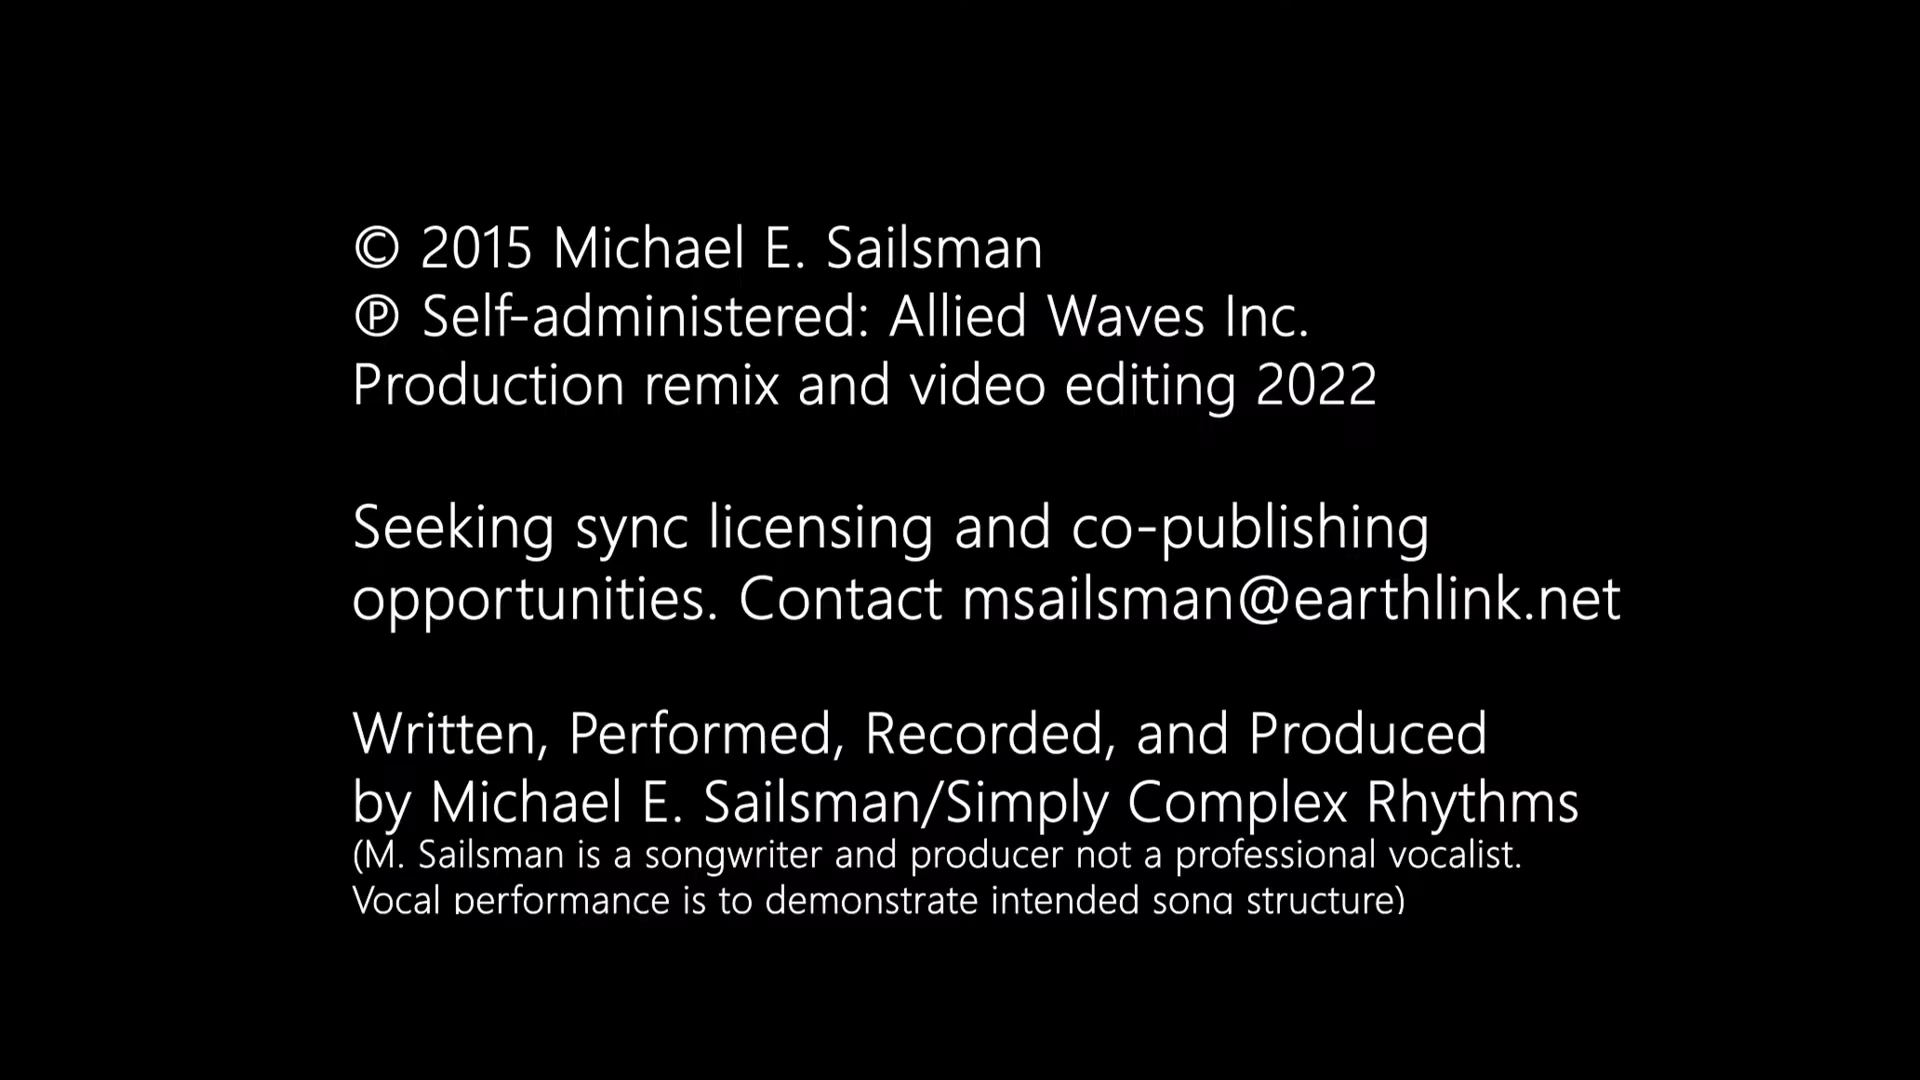 © 2015 Michael E. Sailsman
℗ Self-administered: Allied Waves Inc.
Production remix and video editing 2022
Seeking sync licensing and co-publishing
opportunities. Contact msailsman@earthlink.net
Written, Performed, Recorded, and Produced
by Michael E. Sailsman/Simply Complex Rhythms
(M. Sailsman is a songwriter and producer not a professional vocalist.
Vocal performance is to demonstrate intended song structure)